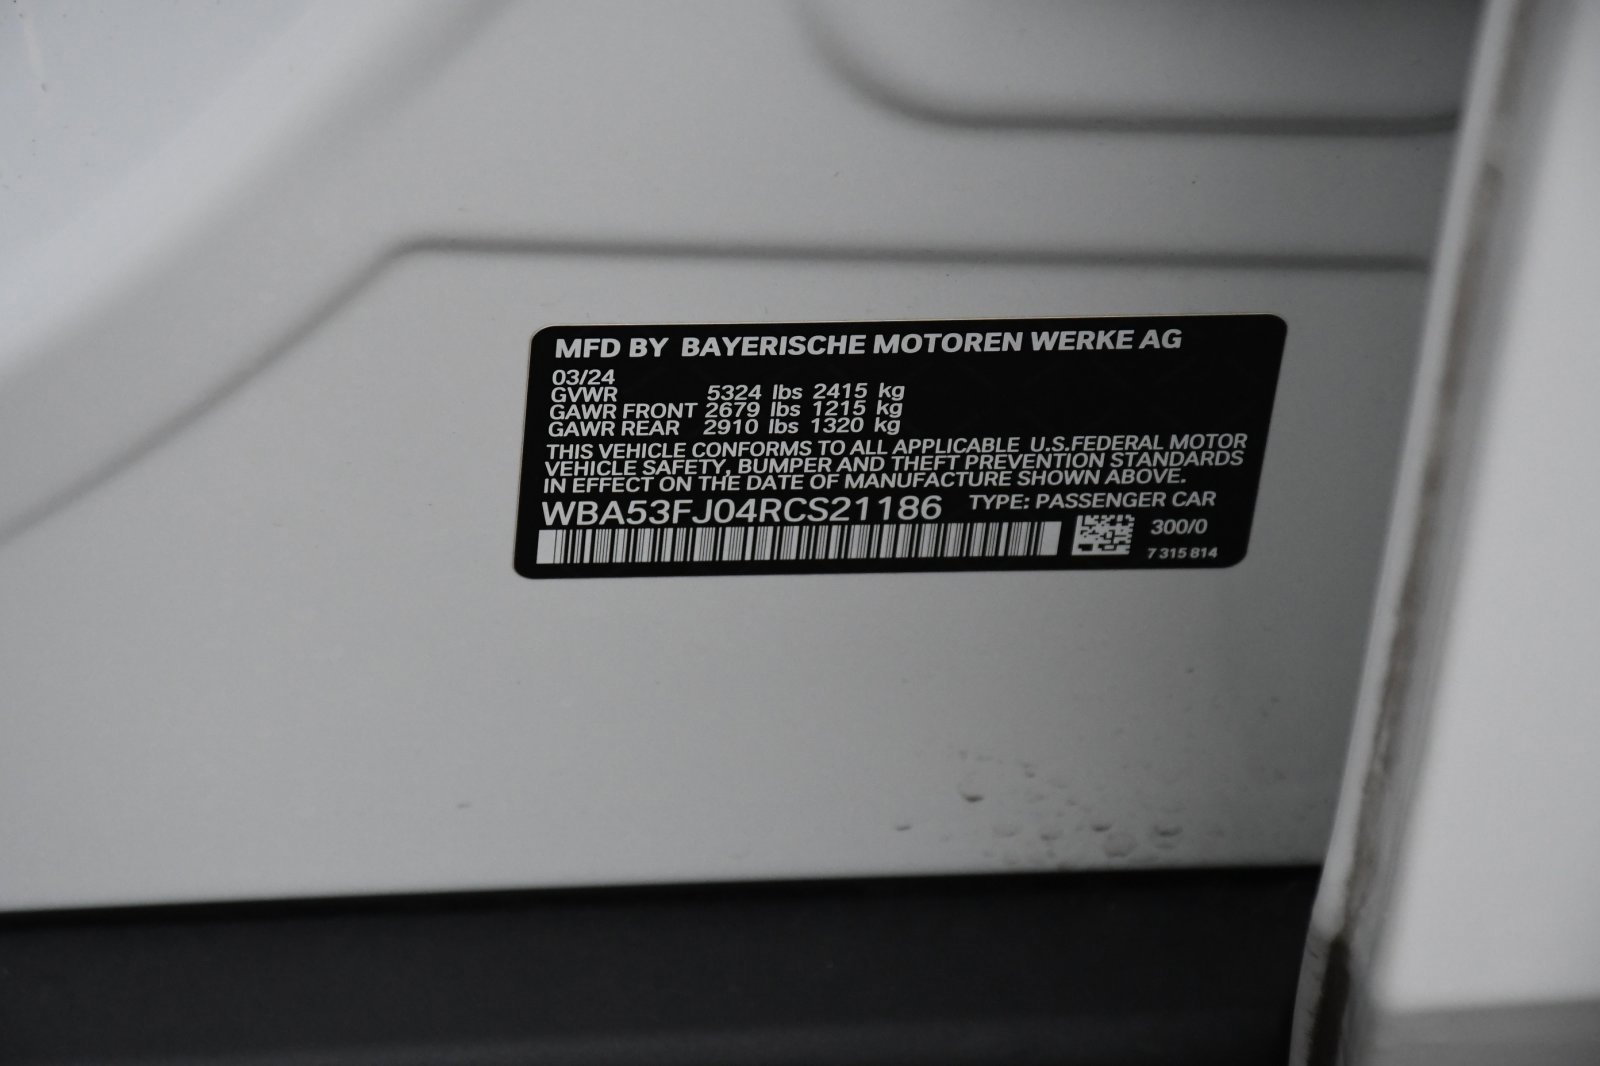 MFD BY BAYERISCHE MOTOREN WERKE AG
03/24
GVWR 5324 lbs 2415 kg
GAWR FRONT 2679 lbs 1215 kg
GAWR REAR 2910 lbs 1320 kg
THIS VEHICLE CONFORMS TO ALL APPLICABLE U.S.FEDERAL MOTOR
VEHICLE SAFETY, BUMPER AND THEFT PREVENTION STANDARDS
IN EFFECT ON THE DATE OF MANUFACTURE SHOWN ABOVE.
WBA53FJ04RCS21186 TYPE: PASSENGER CAR
300/0
7 315 814